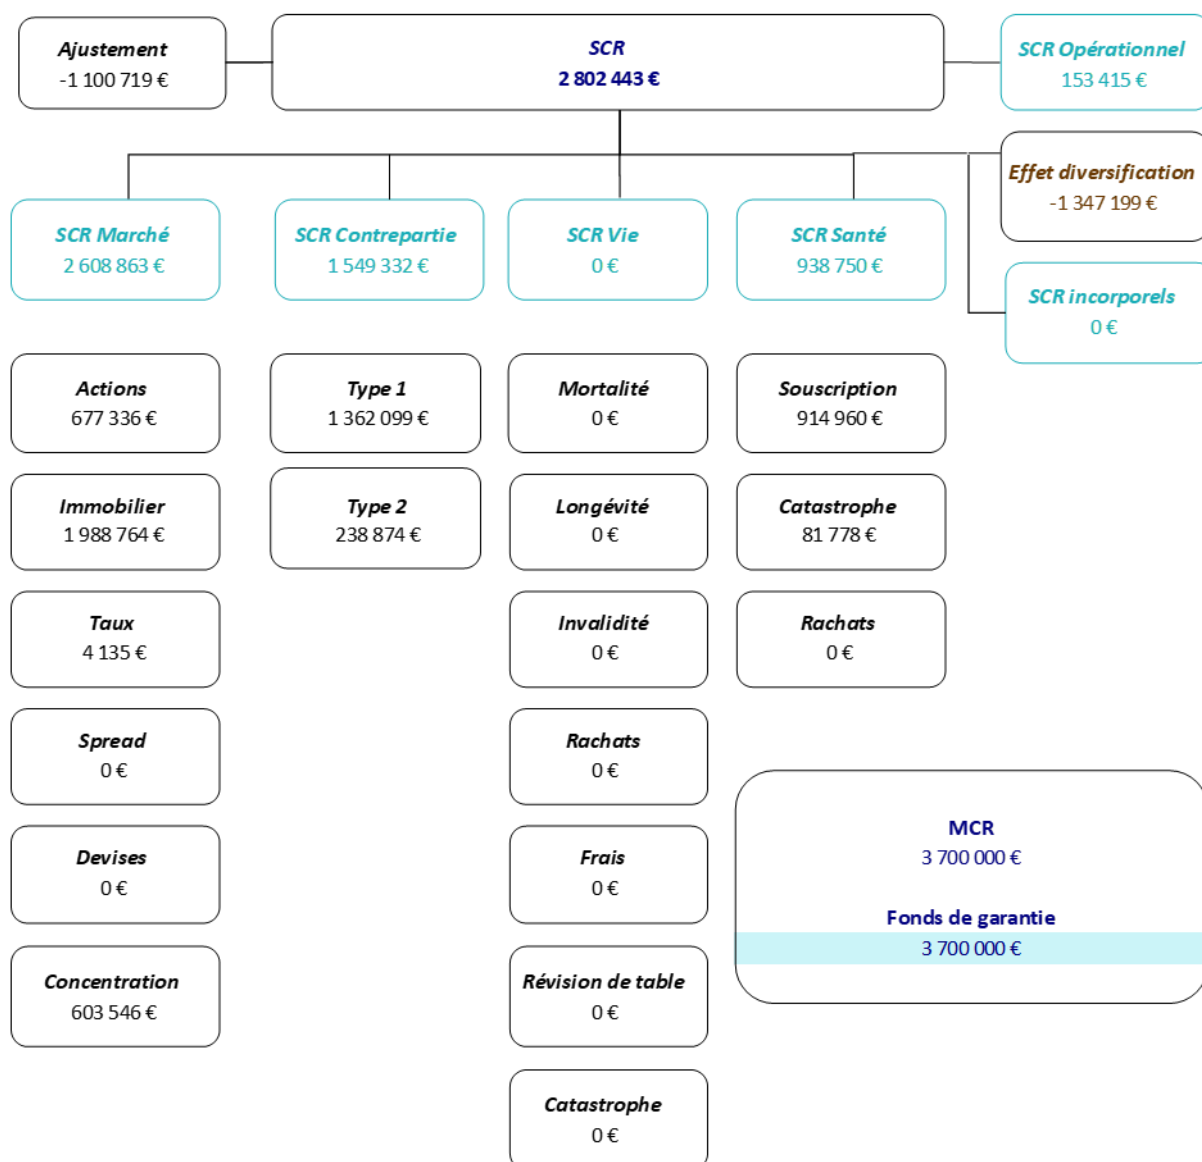 Ajustement
-1 100 719 €
SCR
2 802 443 €
SCR Opérationnel
153 415 €
Effet diversification
-1 347 199 €
SCR Marché
2 608 863 €
SCR Contrepartie
1 549 332 €
SCR Vie
0 €
SCR Santé
938 750 €
SCR incorporels
0 €
Actions
677 336 €
Type 1
1 362 099 €
Mortalité
0 €
Souscription
914 960 €
Immobilier
1 988 764 €
Type 2
238 874 €
Longévité
0 €
Catastrophe
81 778 €
Taux
4 135 €
Invalidité
0 €
Rachats
0 €
Spread
0 €
Rachats
0 €
Devises
0 €
Frais
0 €
MCR
3 700 000 €
Fonds de garantie
3 700 000 €
Concentration
603 546 €
Révision de table
0 €
Catastrophe
0 €